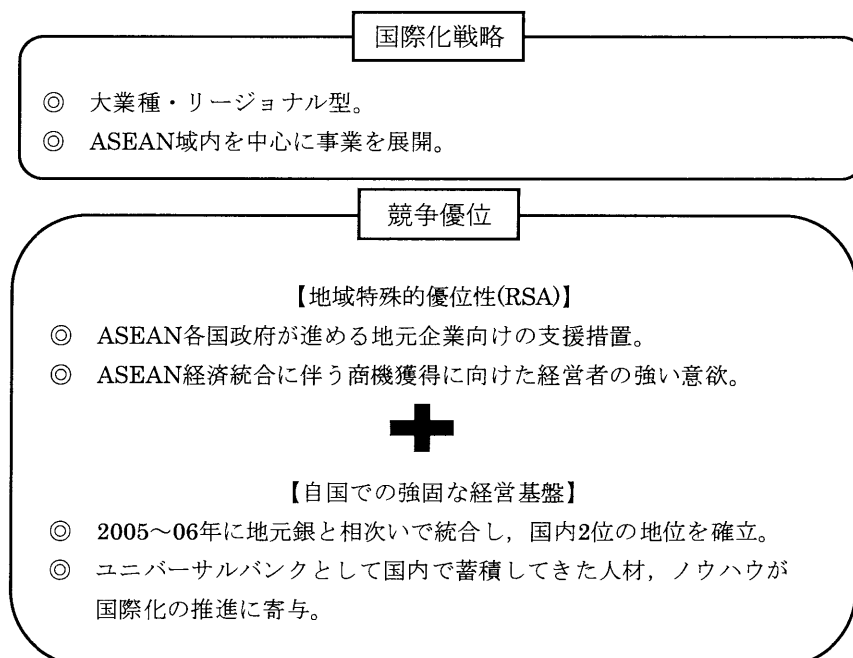 国際化戦略
◎ 大業種・リージョナル型。
◎ ASEAN域内を中心に事業を展開。
競争優位
【地域特殊的優位性(RSA)】
◎ ASEAN各国政府が進める地元企業向けの支援措置。
◎ ASEAN経済統合に伴う商機獲得に向けた経営者の強い意欲。
【自国での強固な経営基盤】
◎ 2005～06年に地元銀と相次いで統合し，国内2位の地位を確立。
◎ ユニバーサルバンクとして国内で蓄積してきた人材，ノウハウが
国際化の推進に寄与。